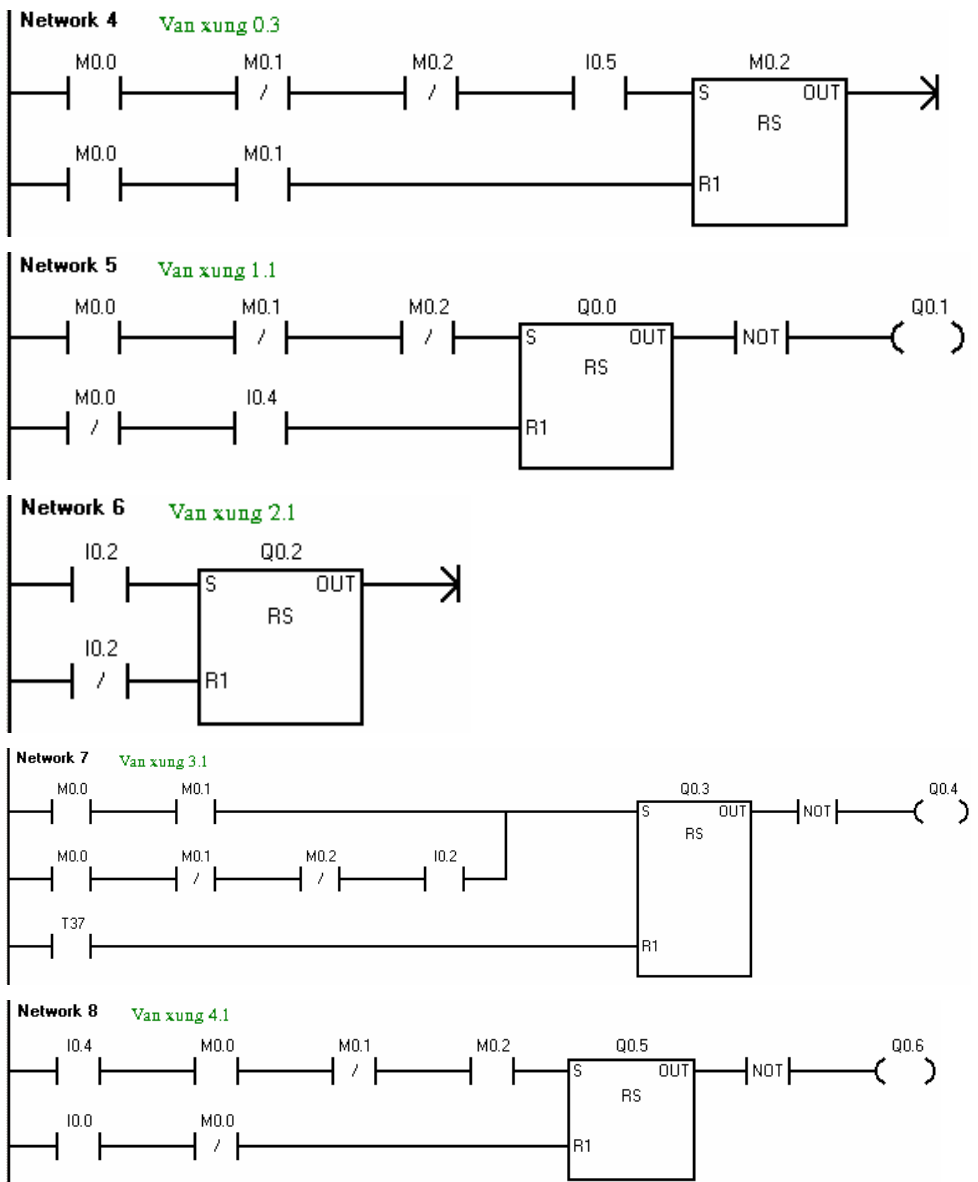 Network 4 Van xung 0.3
M0.0 M0.1 M0.2 I0.5 M0.2
/ / S OUT
RS
M0.0 M0.1
R1
Network 5 Van xung 1.1
M0.0 M0.1 M0.2 Q0.0 Q0.1
/ / S OUT NOT
RS
M0.0 I0.4
/ R1
Network 6 Van xung 2.1
I0.2 Q0.2
S OUT
RS
I0.2
/ R1
Network 7 Van xung 3.1
M0.0 M0.1 Q0.3 Q0.4
S OUT NOT
RS
M0.0 M0.1 M0.2 I0.2
/ /
T37
R1
Network 8 Van xung 4.1
I0.4 M0.0 M0.1 M0.2 Q0.5 Q0.6
/ S OUT NOT
RS
I0.0 M0.0
/ R1